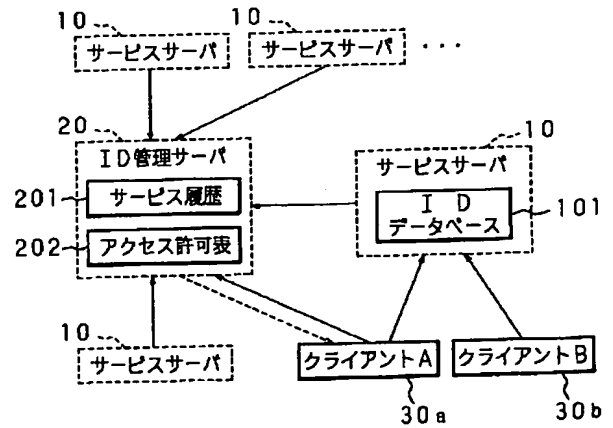 10
10
サービスサーバ
サービスサーバ
・・・
20
10
ID管理サーバ
サービスサーバ
201
サービス履歴
ID
データベース
101
202
アクセス許可表
10
サービスサーバ
クライアントA
クライアントB
30a
30b